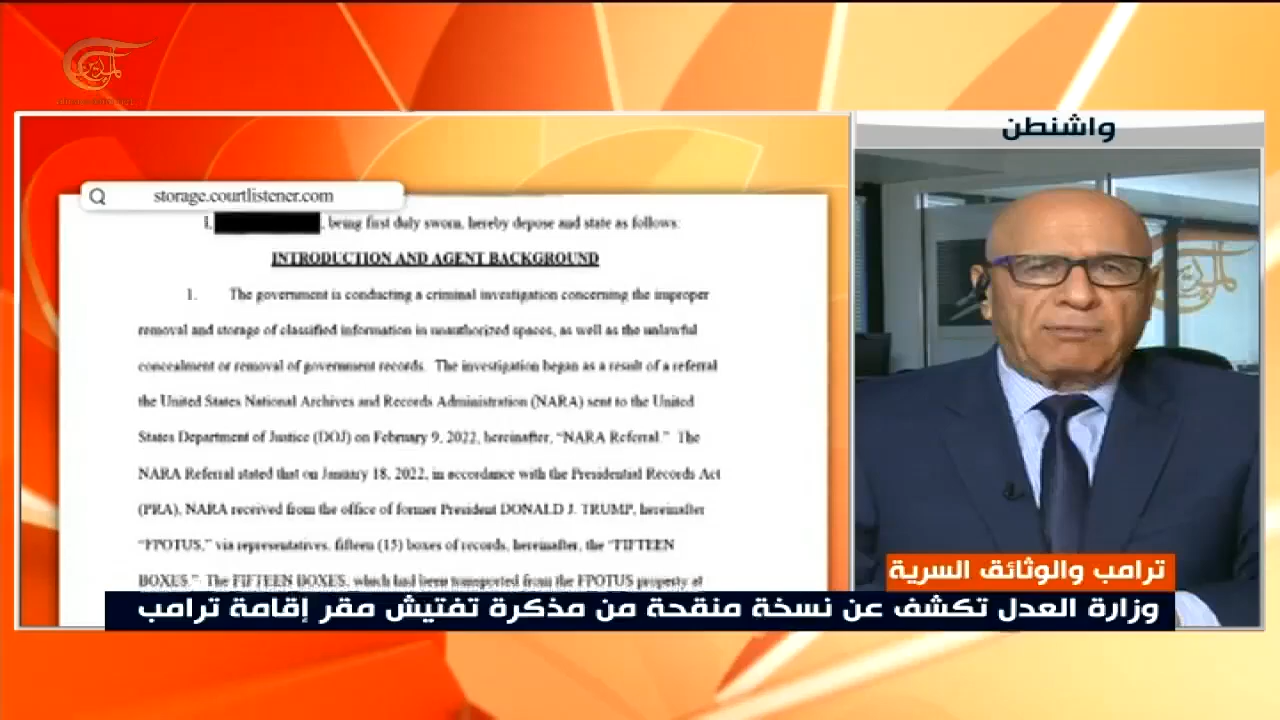 الميادين
واشنطن
storage.courtlistener.com
I, being first duly sworn, hereby depose and state as follows:
INTRODUCTION AND AGENT BACKGROUND
1. The government is conducting a criminal investigation concerning the improper
removal and storage of classified information in unauthorized spaces, as well as the unlawful
concealment or removal of government records. The investigation began as a result of a referral
the United States National Archives and Records Administration (NARA) sent to the United
States Department of Justice (DOJ) on February 9, 2022, hereinafter, “NARA Referral.” The
NARA Referral stated that on January 18, 2022, in accordance with the Presidential Records Act
(PRA), NARA received from the office of former President DONALD J. TRUMP, hereinafter
“FPOTUS,” via representatives, fifteen (15) boxes of records, hereinafter, the “FIFTEEN
BOXES.” The FIFTEEN BOXES, which had been transported from the FPOTUS property at
ترامب والوثائق السرية
وزارة العدل تكشف عن نسخة منقحة من مذكرة تفتيش مقر إقامة ترامب